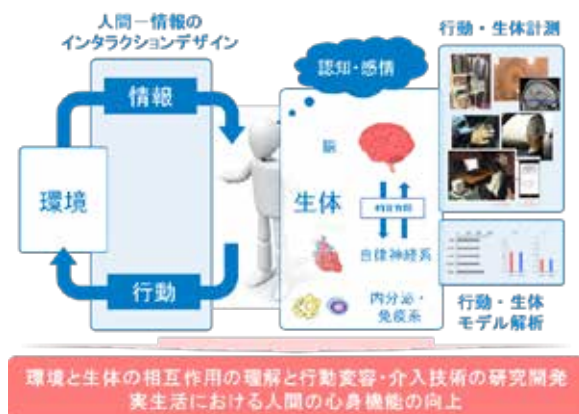 人間－情報の
インタラクションデザイン
情報
環境
行動
認知・感情
脳
生体
自律神経系
内分泌・
免疫系
行動・生体計測
行動・生体
モデル解析
環境と生体の相互作用の理解と行動変容・介入技術の研究開発
実生活における人間の心身機能の向上